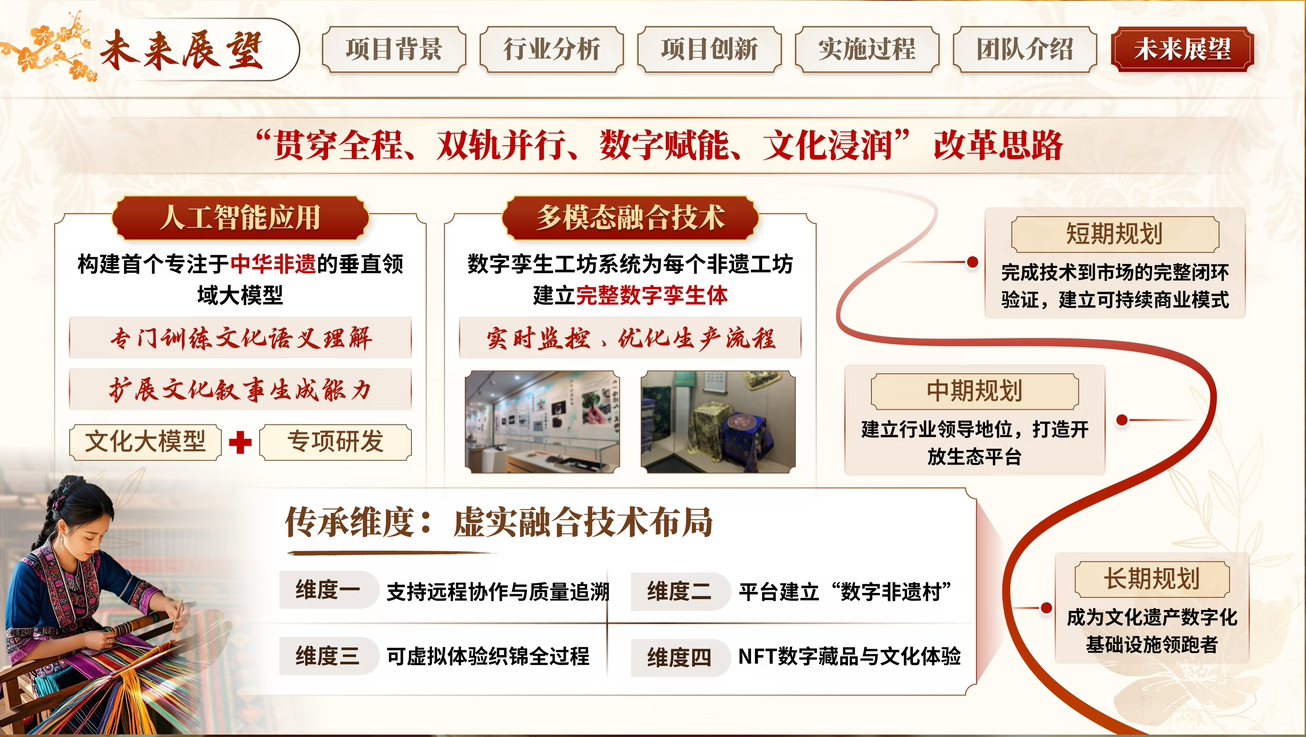 未来展望
项目背景
行业分析
项目创新
实施过程
团队介绍
未来展望
“贯穿全程、双轨并行、数字赋能、文化浸润”改革思路
人工智能应用
构建首个专注于中华非遗的垂直领
域大模型
专门训练文化语义理解
扩展文化叙事生成能力
文化大模型
专项研发
多模态融合技术
数字孪生工坊系统为每个非遗工坊
建立完整数字孪生体
实时监控、优化生产流程
短期规划
完成技术到市场的完整闭环
验证，建立可持续商业模式
中期规划
建立行业领导地位，打造开
放生态平台
长期规划
成为文化遗产数字化
基础设施领跑者
传承维度：虚实融合技术布局
维度一 支持远程协作与质量追溯
维度二 平台建立“数字非遗村”
维度三 可虚拟体验织锦全过程
维度四 NFT数字藏品与文化体验